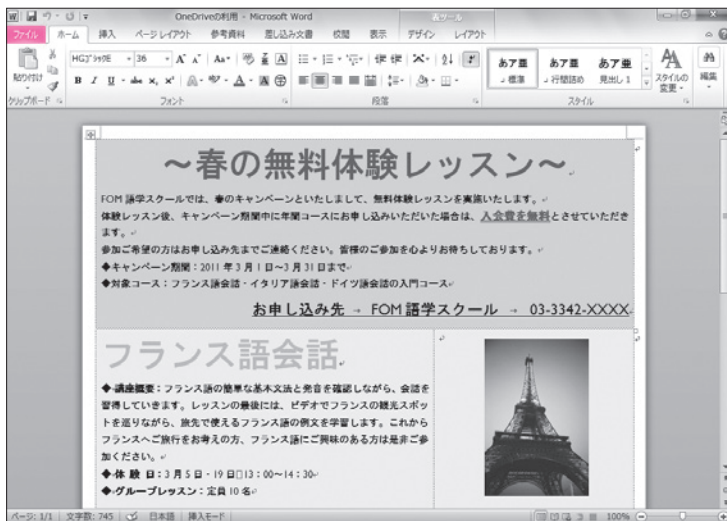 OneDriveの利用 - Microsoft Word
表ツール
ファイル ホーム 挿入 ページ レイアウト 参考資料 差し込み文書 校閲 表示 デザイン レイアウト
貼り付け
クリップボード
36
フォント
段落
あア亜 あア亜 あア亜
標準 行間詰め 見出し 1
スタイルの変更
スタイル
編集
～春の無料体験レッスン～
FOM 語学スクールでは、春のキャンペーンといたしまして、無料体験レッスンを実施いたします。
体験レッスン後、キャンペーン期間中に年間コースにお申し込みいただいた場合は、入会費を無料とさせていただき
ます。
参加ご希望の方はお申し込み先までご連絡ください。皆様のご参加を心よりお待ちしております。
◆キャンペーン期間：2011 年 3 月 1 日～3 月 31 日まで
◆対象コース：フランス語会話・イタリア語会話・ドイツ語会話の入門コース
お申し込み先 → FOM 語学スクール → 03-3342-XXXX
フランス語会話
◆講座概要：フランス語の簡単な基本文法と発音を確認しながら、会話を
習得していきます。レッスンの最後には、ビデオでフランスの観光スポッ
トを巡りながら、旅先で使えるフランス語の例文を学習します。これから
フランスへご旅行をお考えの方、フランス語にご興味のある方は是非ご参
加ください。
◆体 験 日：3 月 5 日・19 日□13：00～14：30
◆グループレッスン：定員 10 名
ページ: 1/1 文字数: 745 日本語 挿入モード 100%